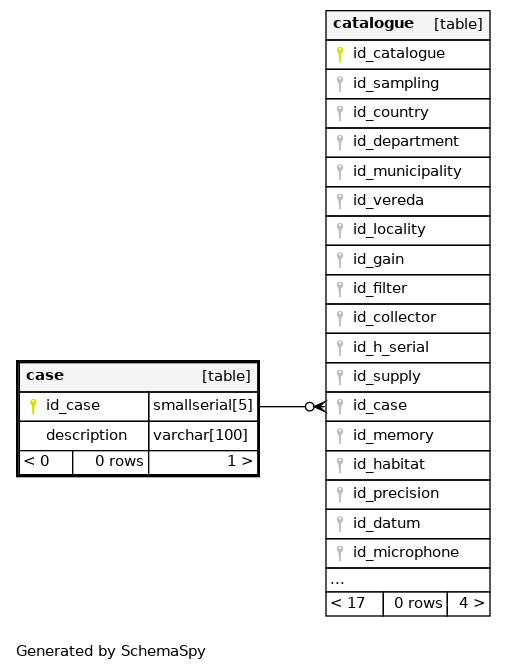 catalogue [table]
id_catalogue
id_sampling
id_country
id_department
id_municipality
id_vereda
id_locality
id_gain
id_filter
id_collector
id_h_serial
id_supply
id_case
id_memory
id_habitat
id_precision
id_datum
id_microphone
...
< 17 0 rows 4 >
case [table]
id_case smallserial[5]
description varchar[100]
< 0 0 rows 1 >
Generated by SchemaSpy